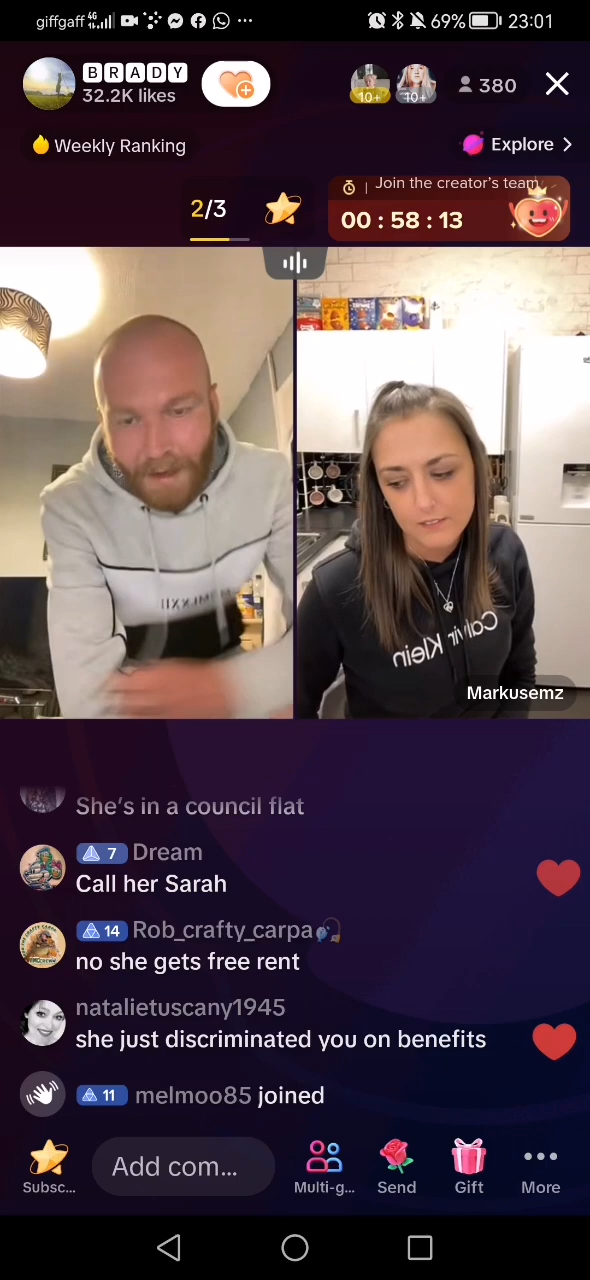 giffgaff 4G 69% 23:01
BRADY
32.2K likes
10+ 10+ 380
Weekly Ranking
Explore >
2/3
Join the creator's team
00 : 58 : 13
MMXXII
Calvin Klein
Markusemz
She's in a council flat
7 Dream
Call her Sarah
14 Rob_crafty_carpa
no she gets free rent
natalietuscany1945
she just discriminated you on benefits
11 melmoo85 joined
Subsc...
Add com...
Multi-g...
Send
Gift
More